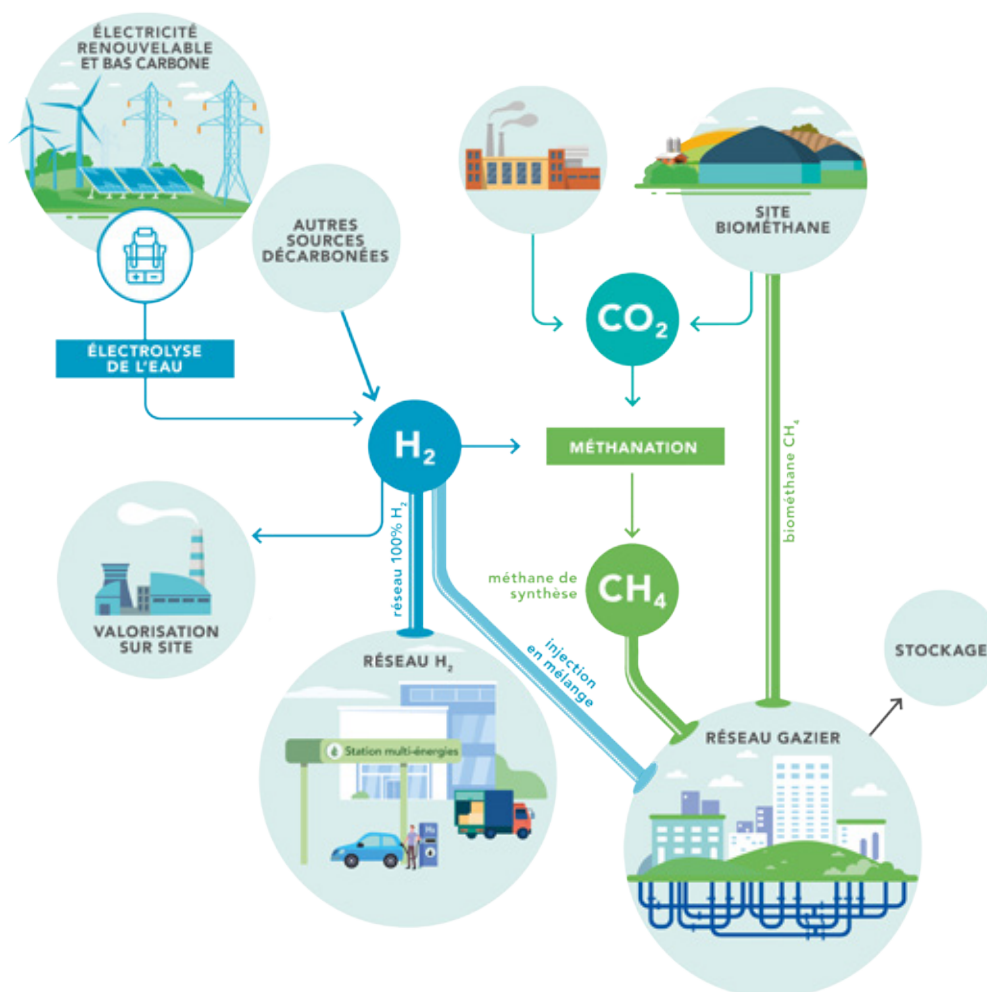 ÉLECTRICITÉ
RENOUVELABLE
ET BAS CARBONE
+ −
AUTRES
SOURCES
DÉCARBONÉES
SITE
BIOMÉTHANE
CO₂
ÉLECTROLYSE
DE L'EAU
H₂
MÉTHANATION
biométhane CH₄
réseau 100% H₂
méthane de
synthèse
CH₄
VALORISATION
SUR SITE
injection
en mélange
STOCKAGE
RÉSEAU H₂
Station multi-énergies
H₂
RÉSEAU GAZIER